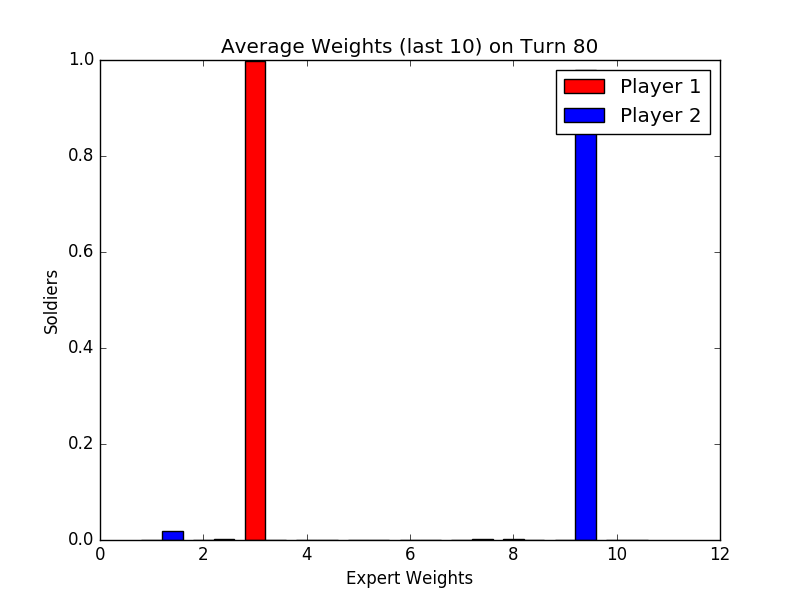 Average Weights (last 10) on Turn 80
1.0
Player 1
Player 2
0.8
0.6
Soldiers
0.4
0.2
0.0
0 2 4 6 8 10 12
Expert Weights